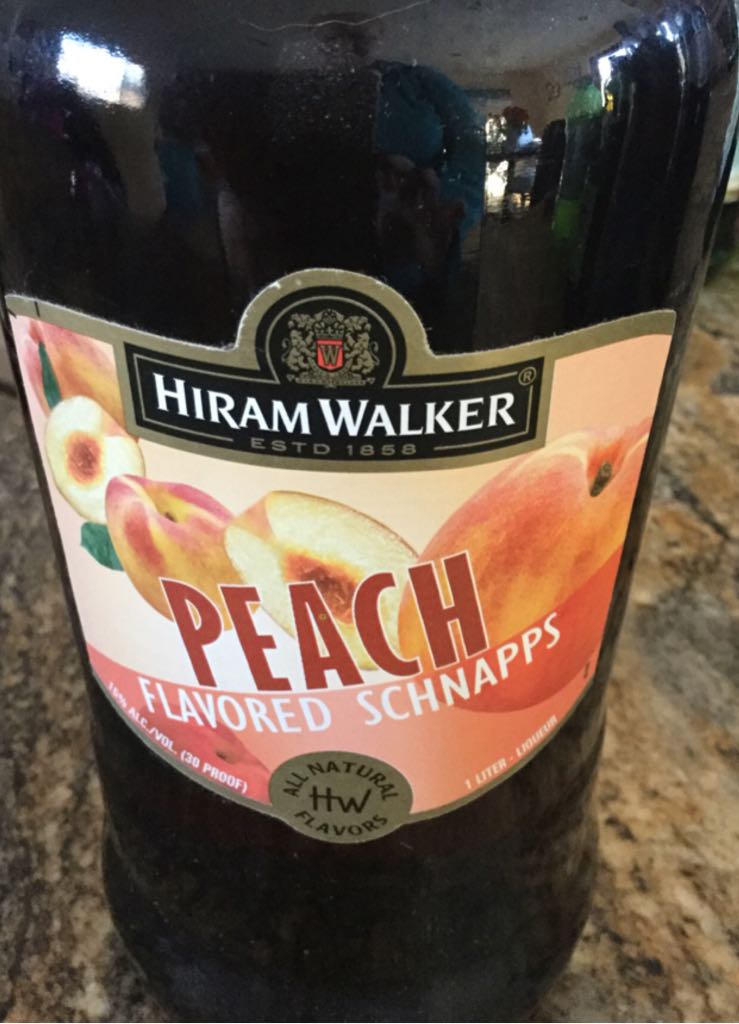 W
HIRAM WALKER®
ESTD 1858
PEACH
FLAVORED SCHNAPPS
15% ALC./VOL. (30 PROOF)
1 LITER - LIQUEUR
ALL NATURAL
HW
FLAVORS